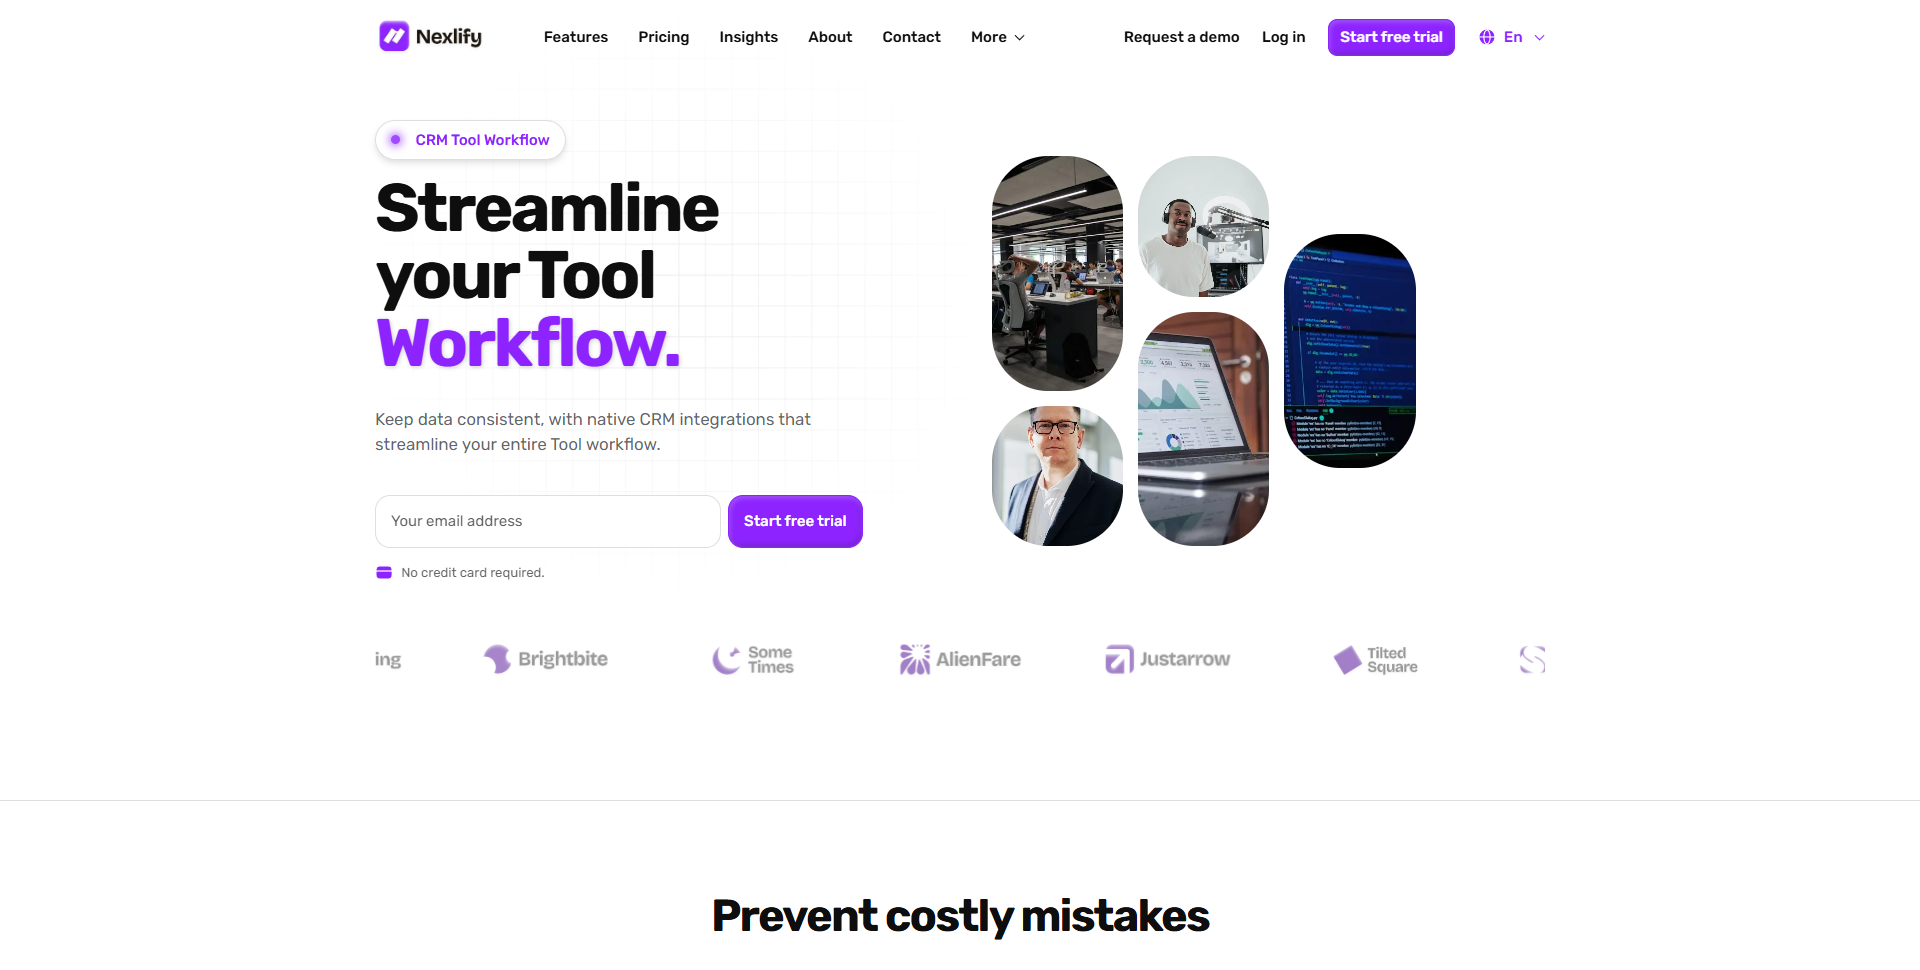 Nexlify
Features
Pricing
Insights
About
Contact
More
Request a demo
Log in
Start free trial
En
CRM Tool Workflow
Streamline
your Tool
Workflow.
Keep data consistent, with native CRM integrations that
streamline your entire Tool workflow.
Your email address
Start free trial
No credit card required.
ing
Brightbite
Some
Times
AlienFare
Justarrow
Tilted
Square
Prevent costly mistakes